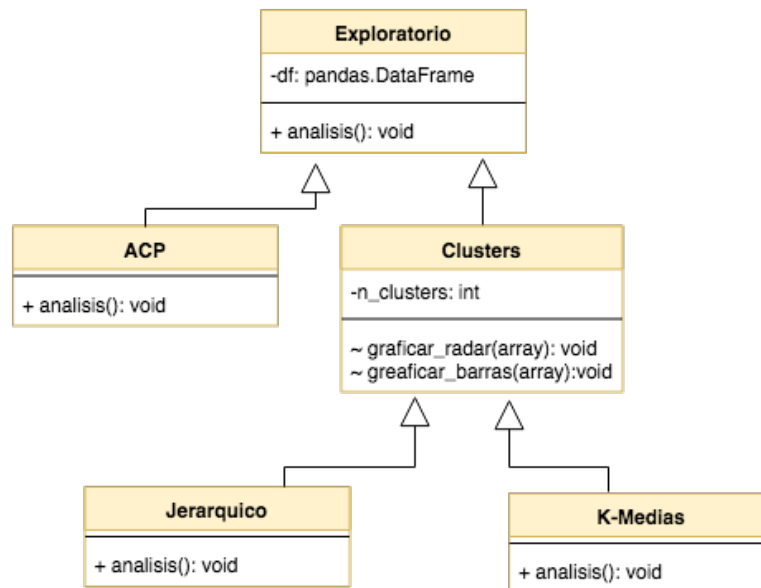 Exploratorio
-df: pandas.DataFrame
+ analisis(): void
ACP
+ analisis(): void
Clusters
-n_clusters: int
~ graficar_radar(array): void
~ greaficar_barras(array):void
Jerarquico
+ analisis(): void
K-Medias
+ analisis(): void